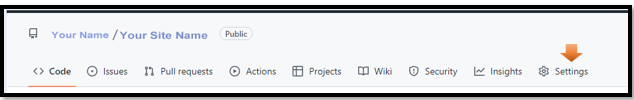 Your Name / Your Site Name Public
Code Issues Pull requests Actions Projects Wiki Security Insights Settings